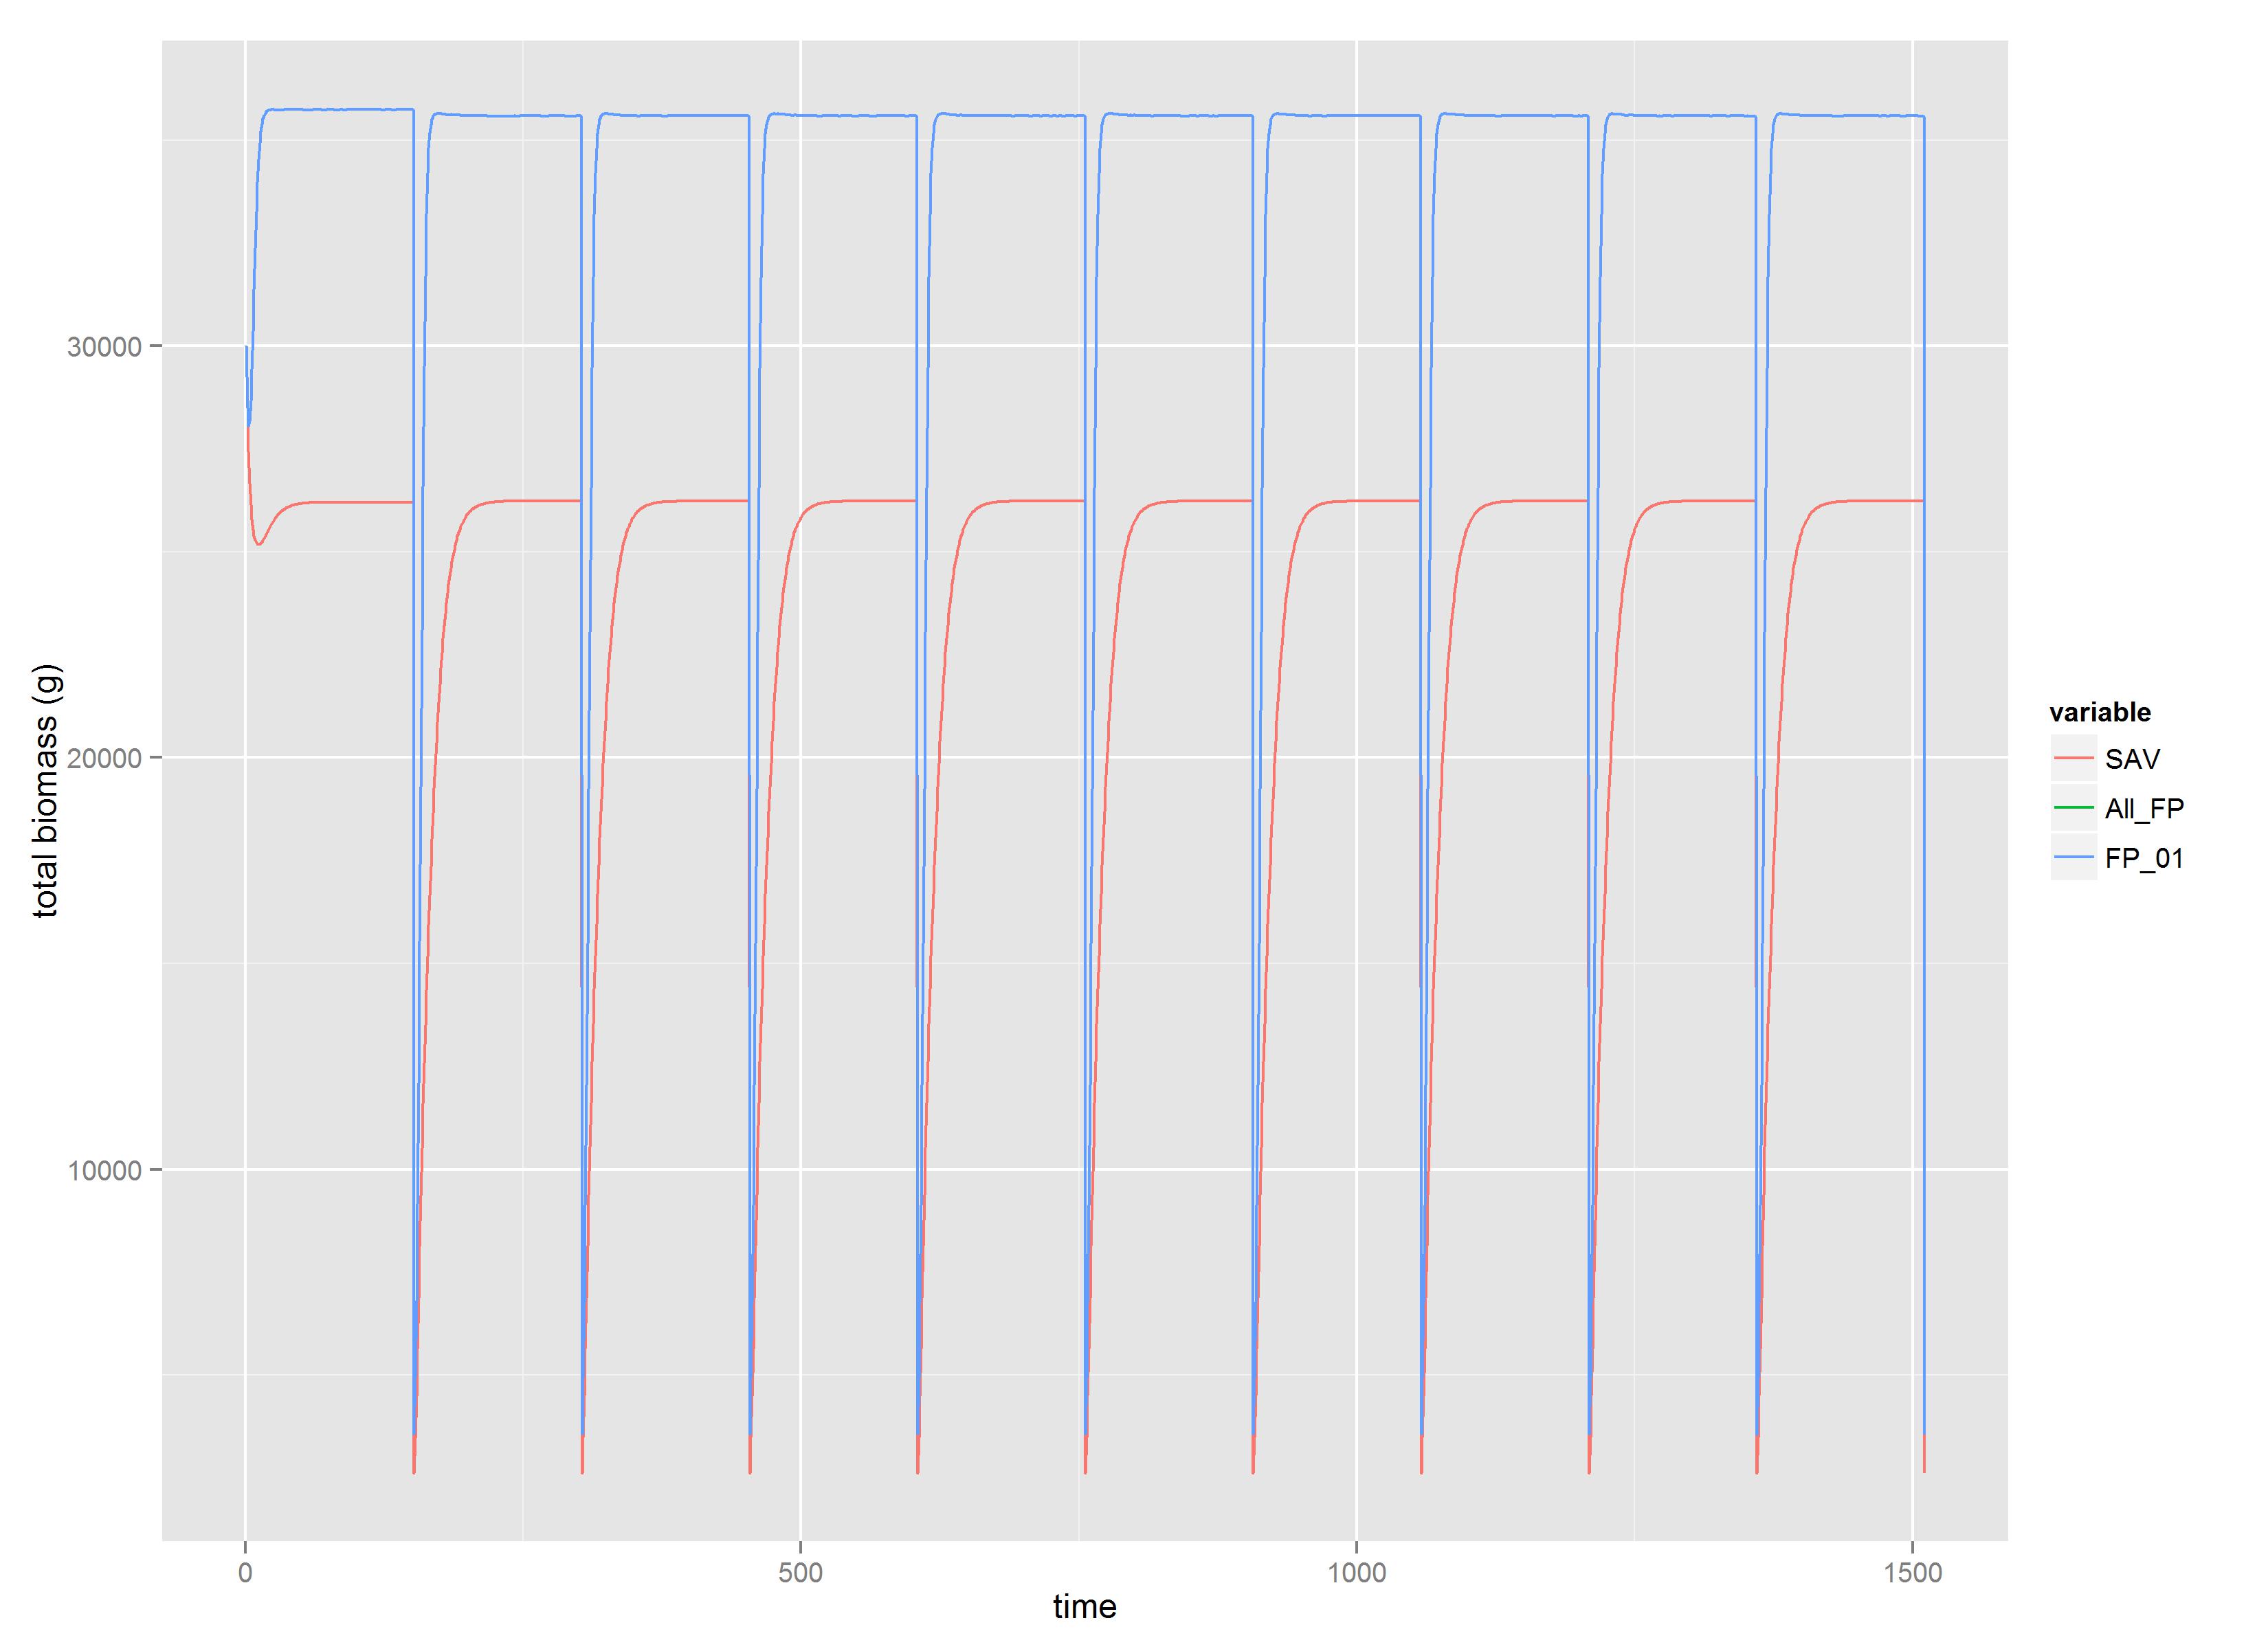 total biomass (g)
30000
20000
10000
0
500
1000
1500
time
variable
SAV
All_FP
FP_01